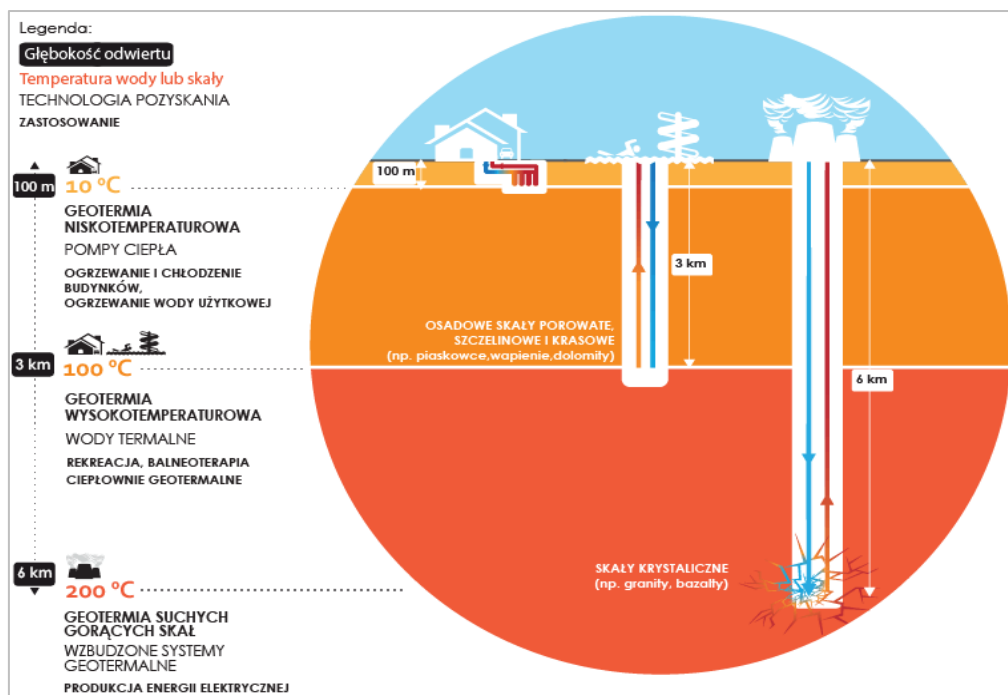 Legenda:
Głębokość odwiertu
Temperatura wody lub skały
TECHNOLOGIA POZYSKANIA
ZASTOSOWANIE
100 m
10 ºC
GEOTERMIA
NISKOTEMPERATUROWA
POMPY CIEPŁA
OGRZEWANIE I CHŁODZENIE
BUDYNKÓW,
OGRZEWANIE WODY UŻYTKOWEJ
3 km
100 ºC
GEOTERMIA
WYSOKOTEMPERATUROWA
WODY TERMALNE
REKREACJA, BALNEOTERAPIA
CIEPŁOWNIE GEOTERMALNE
6 km
200 ºC
GEOTERMIA SUCHYCH
GORĄCYCH SKAŁ
WZBUDZONE SYSTEMY
GEOTERMALNE
PRODUKCJA ENERGII ELEKTRYCZNEJ
100 m
3 km
OSADOWE SKAŁY POROWATE,
SZCZELINOWE I KRASOWE
(np. piaskowce,wapienie,dolomity)
6 km
SKAŁY KRYSTALICZNE
(np. granity, bazalty)